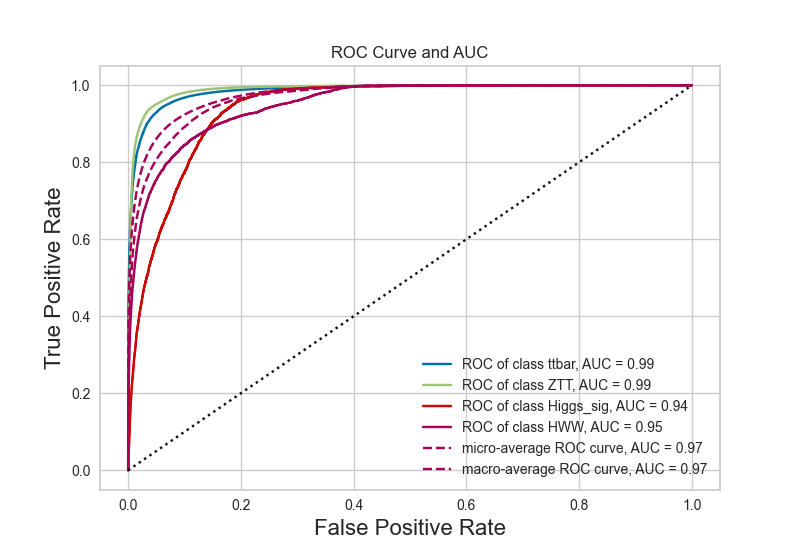 ROC Curve and AUC
True Positive Rate
1.0
0.8
0.6
0.4
0.2
0.0
ROC of class ttbar, AUC = 0.99
ROC of class ZTT, AUC = 0.99
ROC of class Higgs_sig, AUC = 0.94
ROC of class HWW, AUC = 0.95
micro-average ROC curve, AUC = 0.97
macro-average ROC curve, AUC = 0.97
0.0 0.2 0.4 0.6 0.8 1.0
False Positive Rate